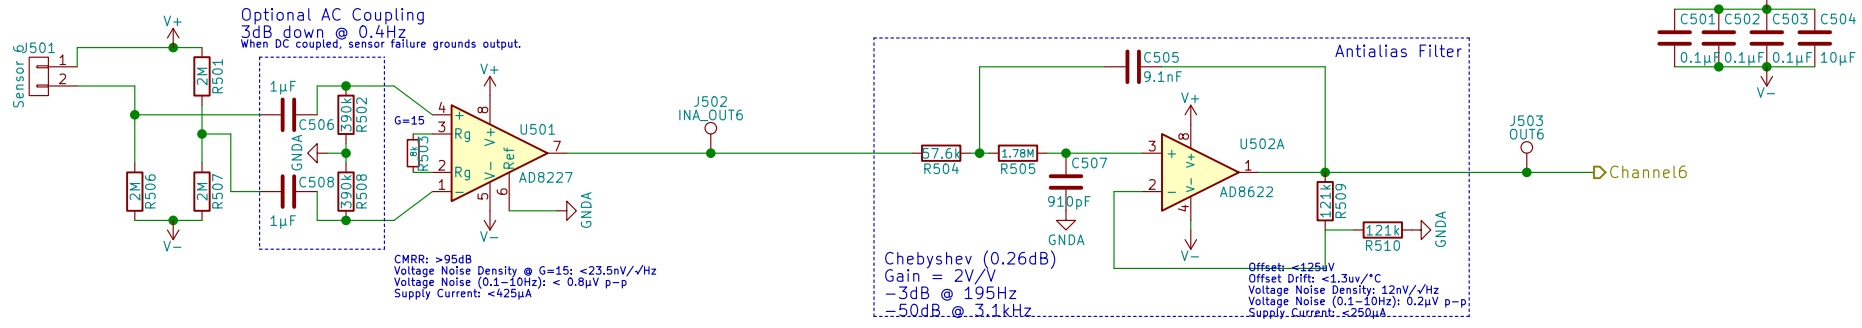 Optional AC Coupling
3dB down @ 0.4Hz
When DC coupled, sensor failure grounds output.
J501
Sensor 6
1
2
V+
2M
R501
2M
R506
2M
R507
V-
1µF
C506
390k
R502
GNDA
C508
1µF
390k
R508
G=15
8k
R503
V+
4
3
2
1
8
5
6
7
+
Rg
Rg
-
V+
V-
Ref
U501
AD8227
V-
GNDA
CMRR: >95dB
Voltage Noise Density @ G=15: <23.5nV/√Hz
Voltage Noise (0.1-10Hz): < 0.8µV p-p
Supply Current: <425µA
J502
INA_OUT6
Antialias Filter
C505
9.1nF
57.6k
R504
1.78M
R505
C507
910pF
GNDA
V+
8
3
2
4
1
+
-
V+
V-
U502A
AD8622
V-
121k
R509
121k
R510
GNDA
Chebyshev (0.26dB)
Gain = 2V/V
-3dB @ 195Hz
-50dB @ 3.1kHz
Offset: <125uV
Offset Drift: <1.3uv/°C
Voltage Noise Density: 12nV/√Hz
Voltage Noise (0.1-10Hz): 0.2µV p-p
Supply Current: <250µA
J503
OUT6
Channel6
C501
C502
C503
C504
0.1µF
0.1µF
0.1µF
10µF
V-